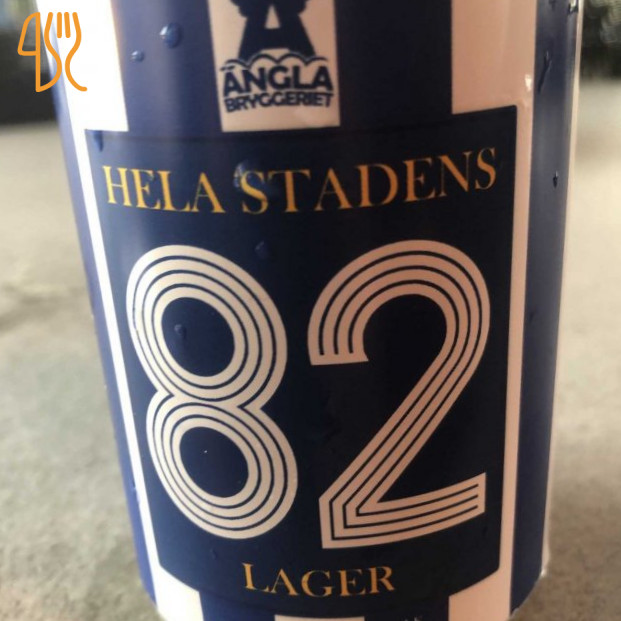 ÄNGLA
BRYGGERIET
HELA STADENS
82
LAGER